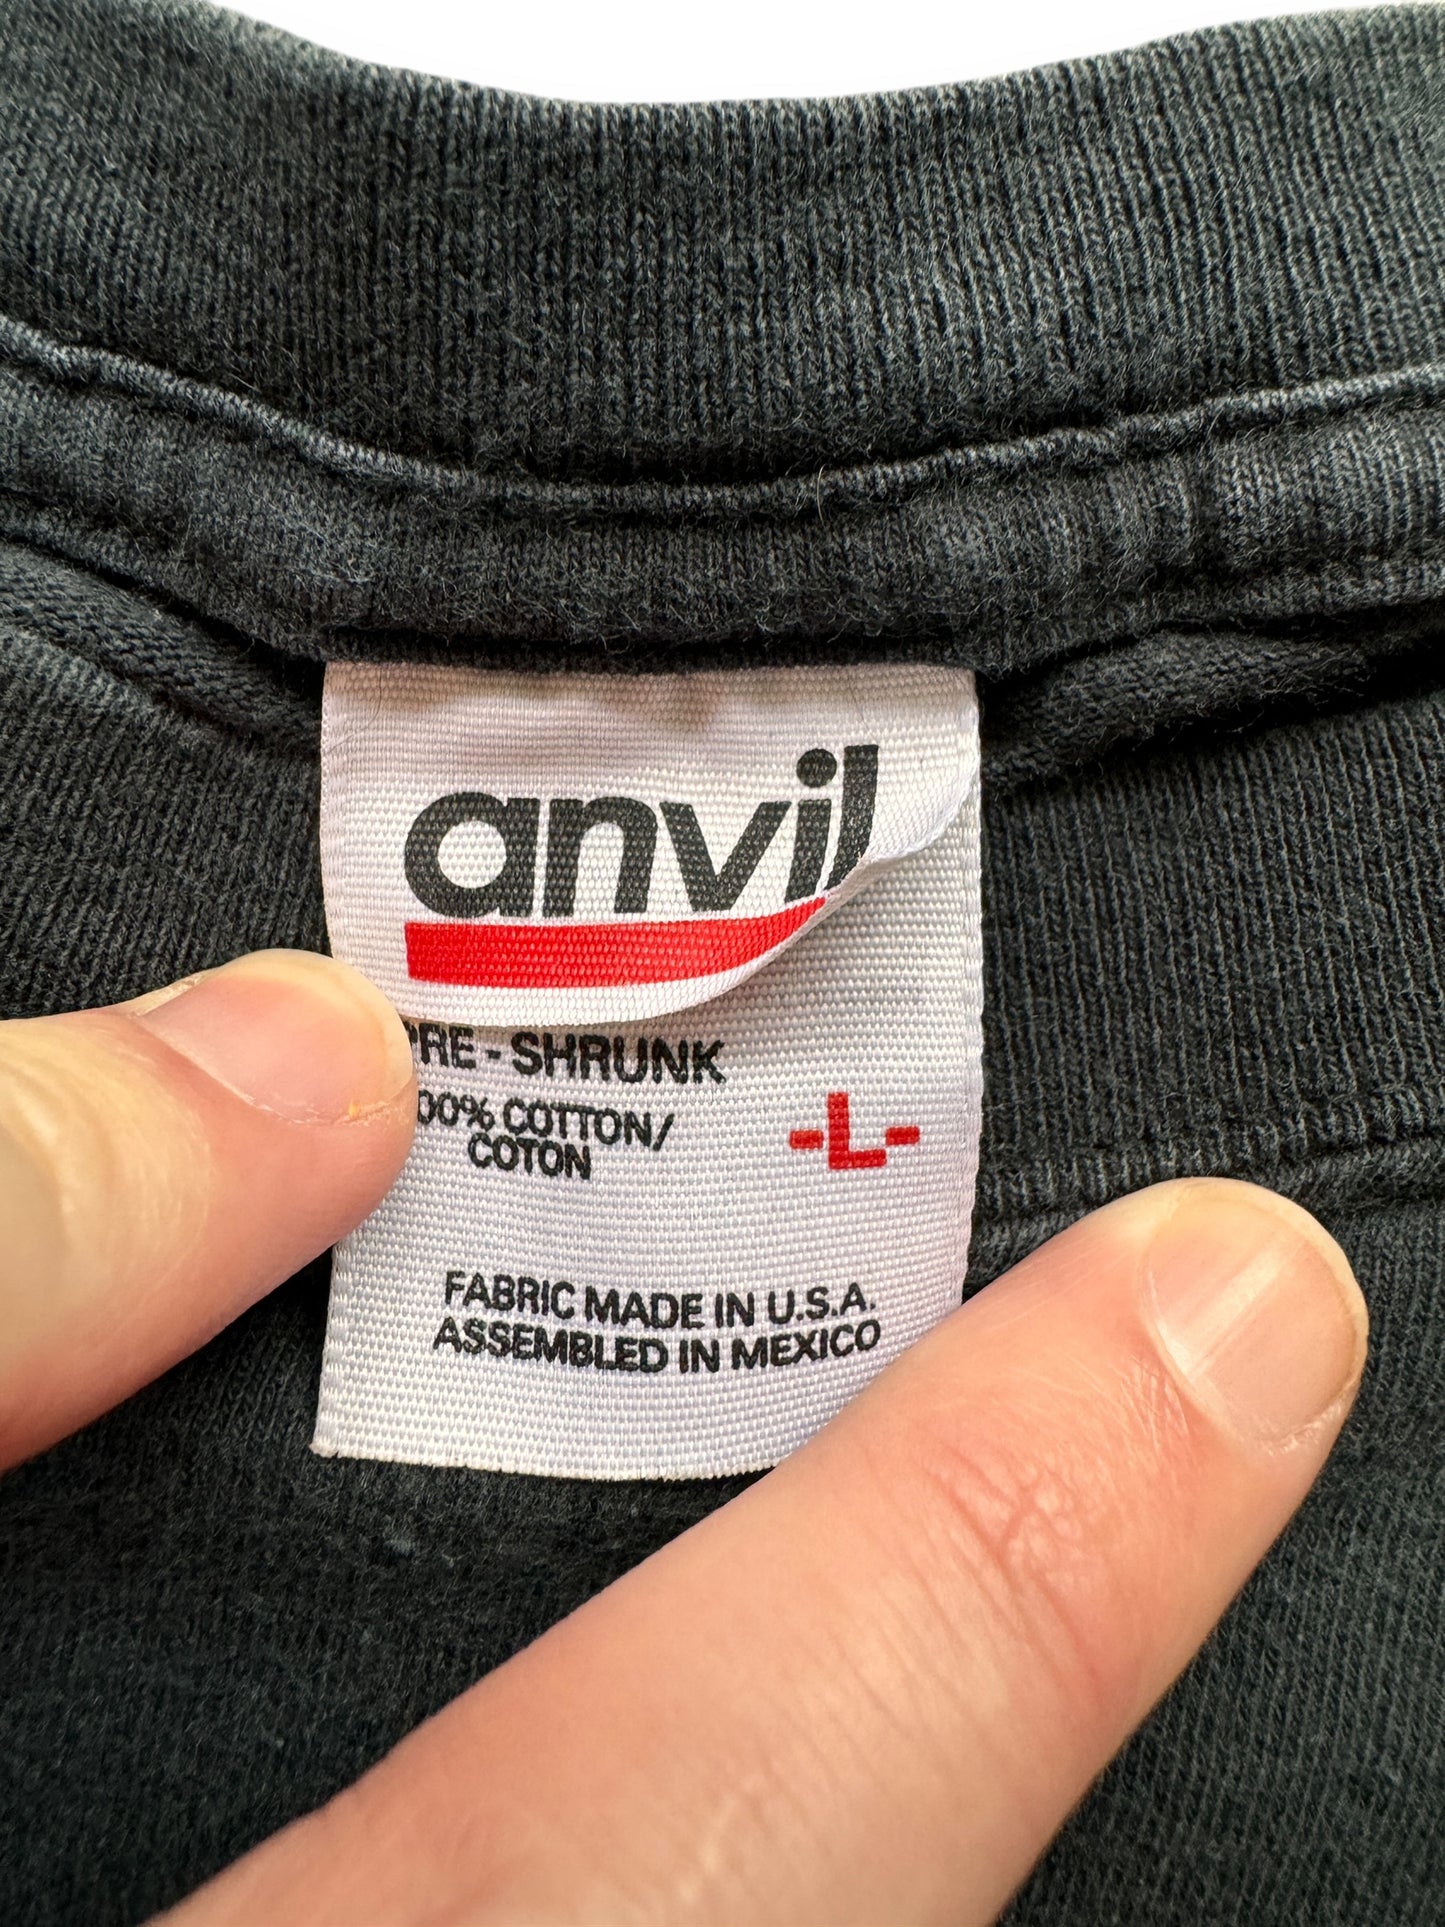 anvil
PRE-SHRUNK
00% COTTON/
COTON
-L-
FABRIC MADE IN U.S.A.
ASSEMBLED IN MEXICO